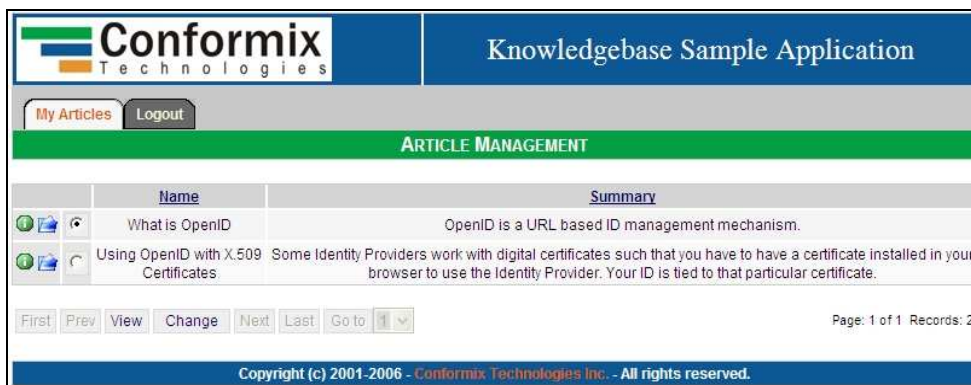 Conformix
Technologies
Knowledgebase Sample Application
My Articles Logout
ARTICLE MANAGEMENT
Name Summary
What is OpenID OpenID is a URL based ID management mechanism.
Using OpenID with X.509 Some Identity Providers work with digital certificates such that you have to have a certificate installed in your
Certificates browser to use the Identity Provider. Your ID is tied to that particular certificate.
First Prev View Change Next Last Go to 1 Page: 1 of 1 Records: 2
Copyright (c) 2001-2006 - Conformix Technologies Inc. - All rights reserved.